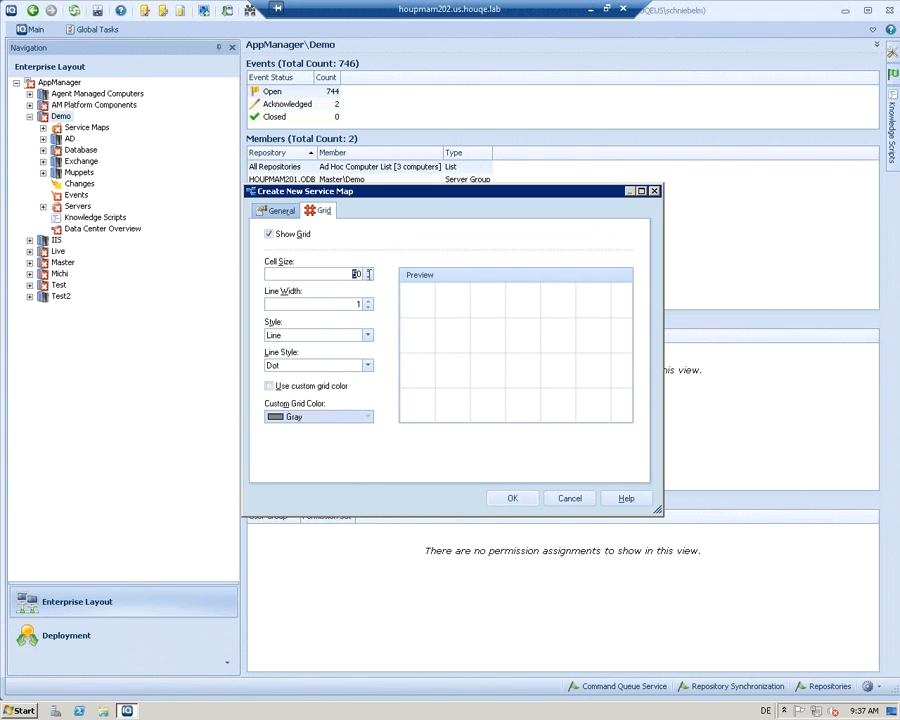 houpmam202.us.houqe.lab
QEUS\schniebelm)
Main
Global Tasks
Navigation
Enterprise Layout
AppManager
Agent Managed Computers
AM Platform Components
Demo
Service Maps
AD
Database
Exchange
Muppets
Changes
Events
Servers
Knowledge Scripts
Data Center Overview
IIS
Live
Master
Michi
Test
Test2
Enterprise Layout
Deployment
AppManager\Demo
Events (Total Count: 746)
Event Status Count
Open 744
Acknowledged 2
Closed 0
Members (Total Count: 2)
Repository Member Type
All Repositories Ad Hoc Computer List [3 computers] List
HOUPMAM201.ODB Master\Demo Server Group
Create New Service Map
General Grid
Show Grid
Cell Size:
50
Line Width:
1
Style:
Line
Line Style:
Dot
Use custom grid color
Custom Grid Color:
Gray
Preview
OK Cancel Help
his view.
There are no permission assignments to show in this view.
Knowledge Scripts
Command Queue Service Repository Synchronization Repositories
Start
DE 9:37 AM